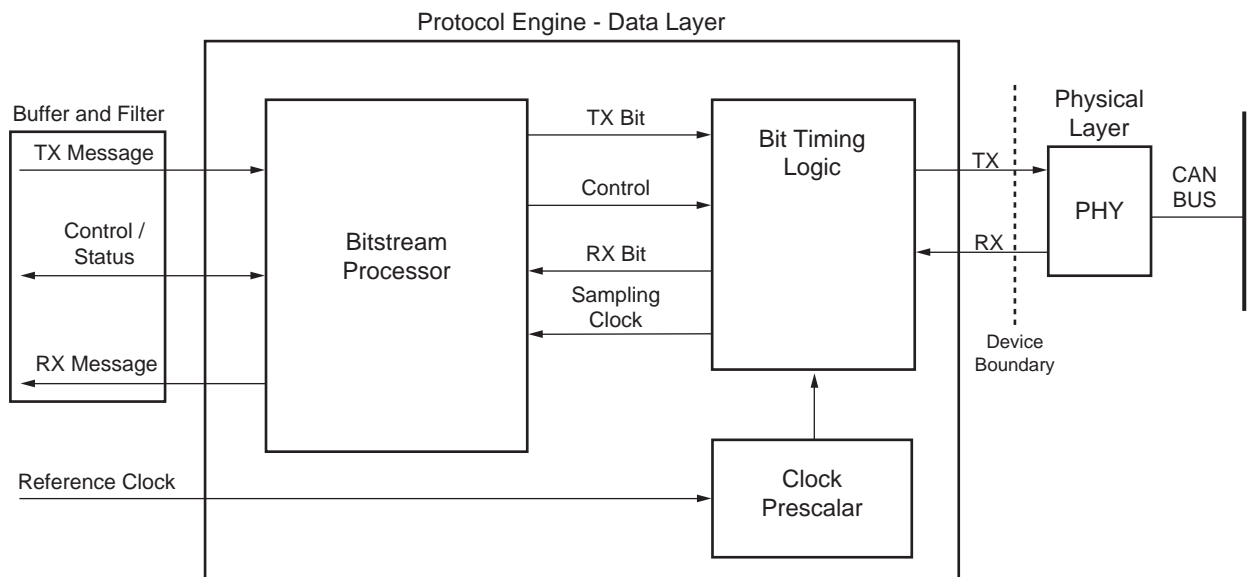 Protocol Engine - Data Layer
Buffer and Filter
TX Message
Control /
Status
RX Message
Reference Clock
Bitstream
Processor
TX Bit
Control
RX Bit
Sampling
Clock
Bit Timing
Logic
Clock
Prescalar
TX
RX
Device
Boundary
Physical
Layer
PHY
CAN
BUS